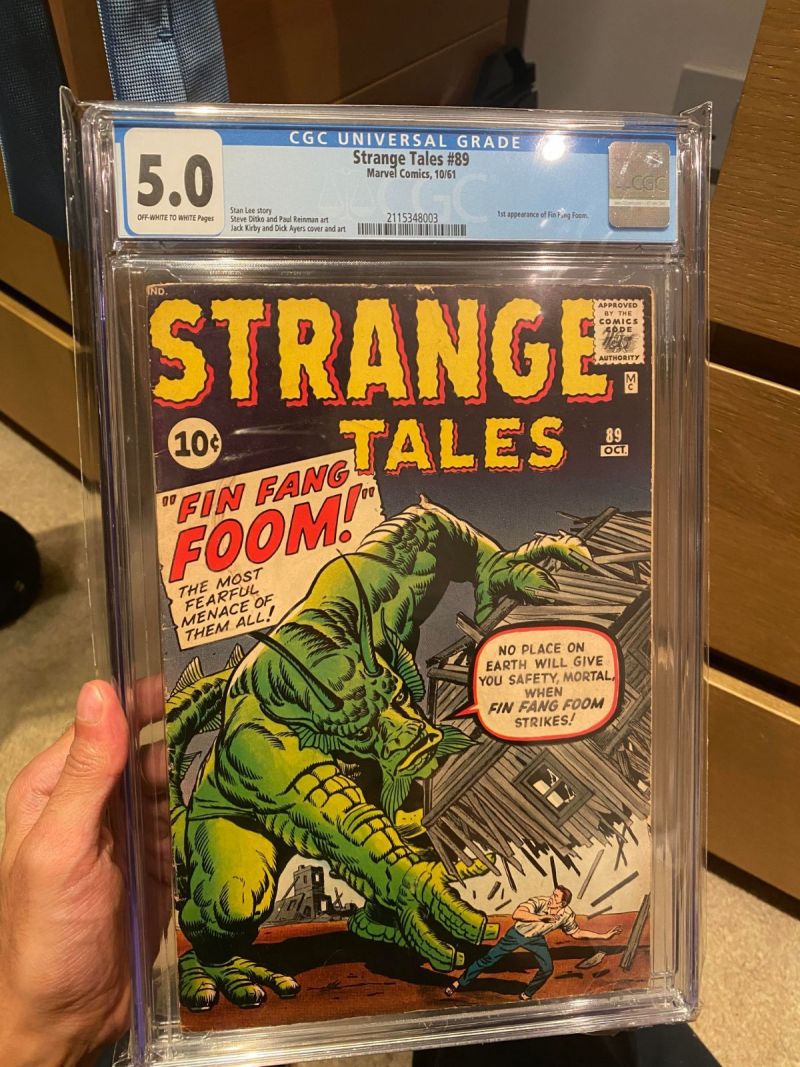 CGC UNIVERSAL GRADE
Strange Tales #89
Marvel Comics, 10/61
5.0
OFF-WHITE TO WHITE Pages
Stan Lee story
Steve Ditko and Paul Reinman art
Jack Kirby and Dick Ayers cover and art
2115348003
1st appearance of Fin Fang Foom.
CGC
CGC
IND.
STRANGE
TALES
APPROVED
BY THE
COMICS
CODE
AUTHORITY
MC
10¢
89
OCT.
"FIN FANG
FOOM!"
THE MOST
FEARFUL
MENACE OF
THEM ALL!
NO PLACE ON
EARTH WILL GIVE
YOU SAFETY, MORTAL,
WHEN
FIN FANG FOOM
STRIKES!